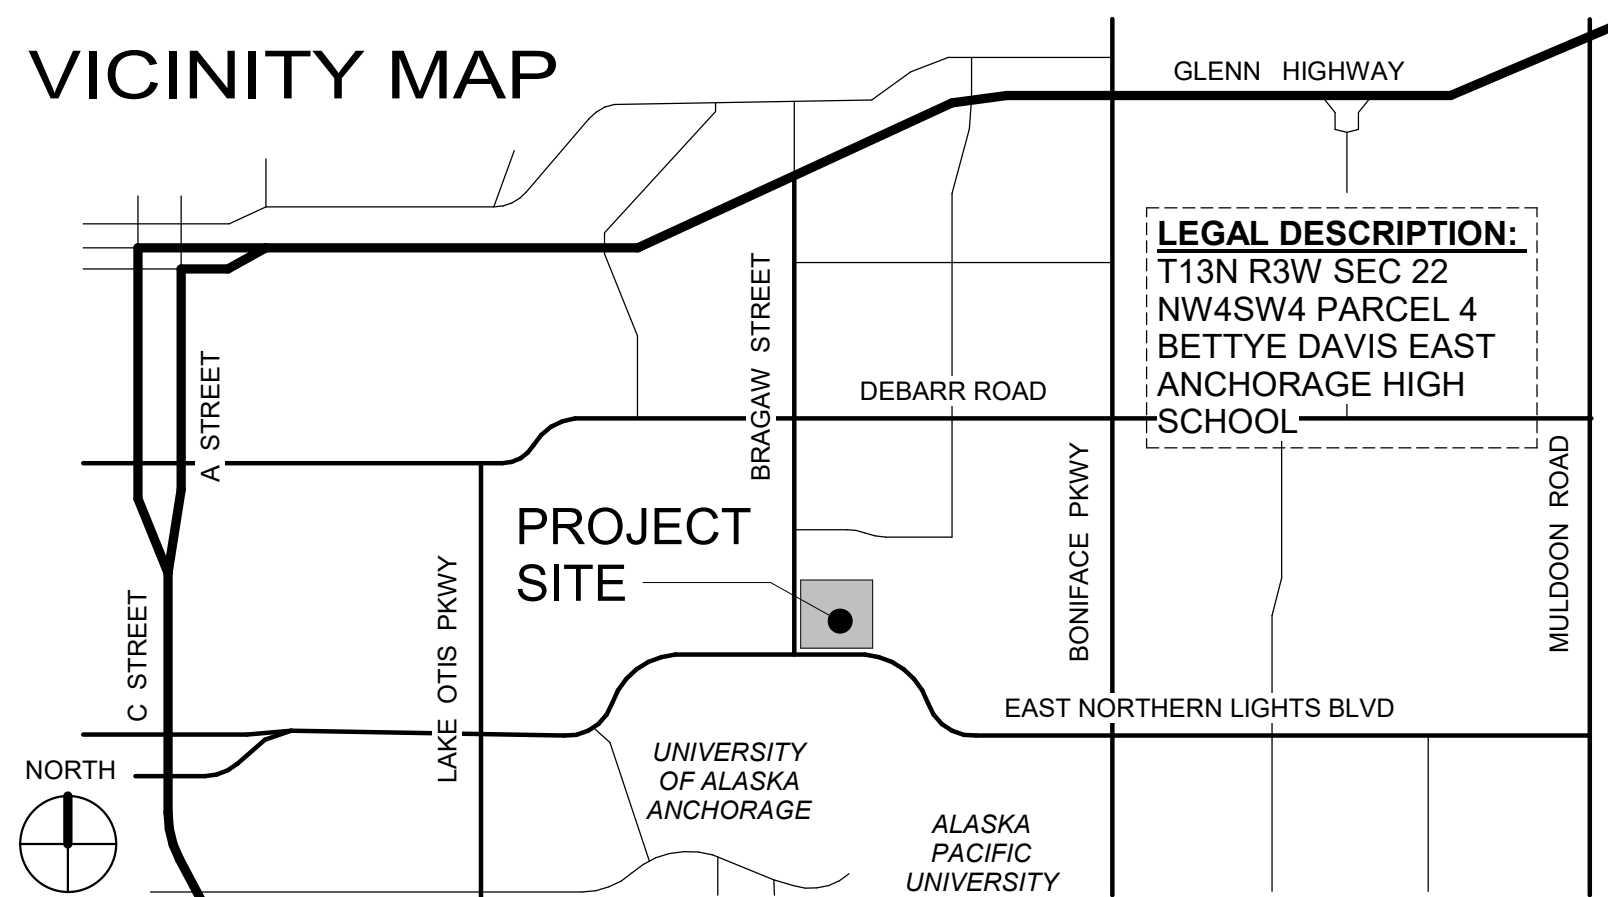 VICINITY MAP
GLENN HIGHWAY
LEGAL DESCRIPTION:
T13N R3W SEC 22
NW4SW4 PARCEL 4
BETTYE DAVIS EAST
ANCHORAGE HIGH
SCHOOL
BRAGAW STREET
A STREET
DEBARR ROAD
PROJECT
SITE
BONIFACE PKWY
MULDOON ROAD
LAKE OTIS PKWY
C STREET
EAST NORTHERN LIGHTS BLVD
NORTH
UNIVERSITY
OF ALASKA
ANCHORAGE
ALASKA
PACIFIC
UNIVERSITY